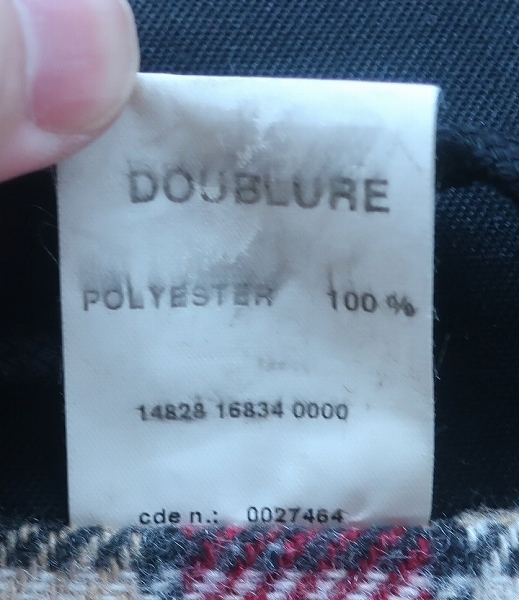 DOUBLURE
POLYESTER 100 %
14828 16834 0000
cde n.: 0027464